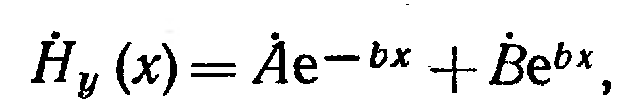 Ḣ_y (x) = Ȧe^{-bx} + Ḃe^{bx},